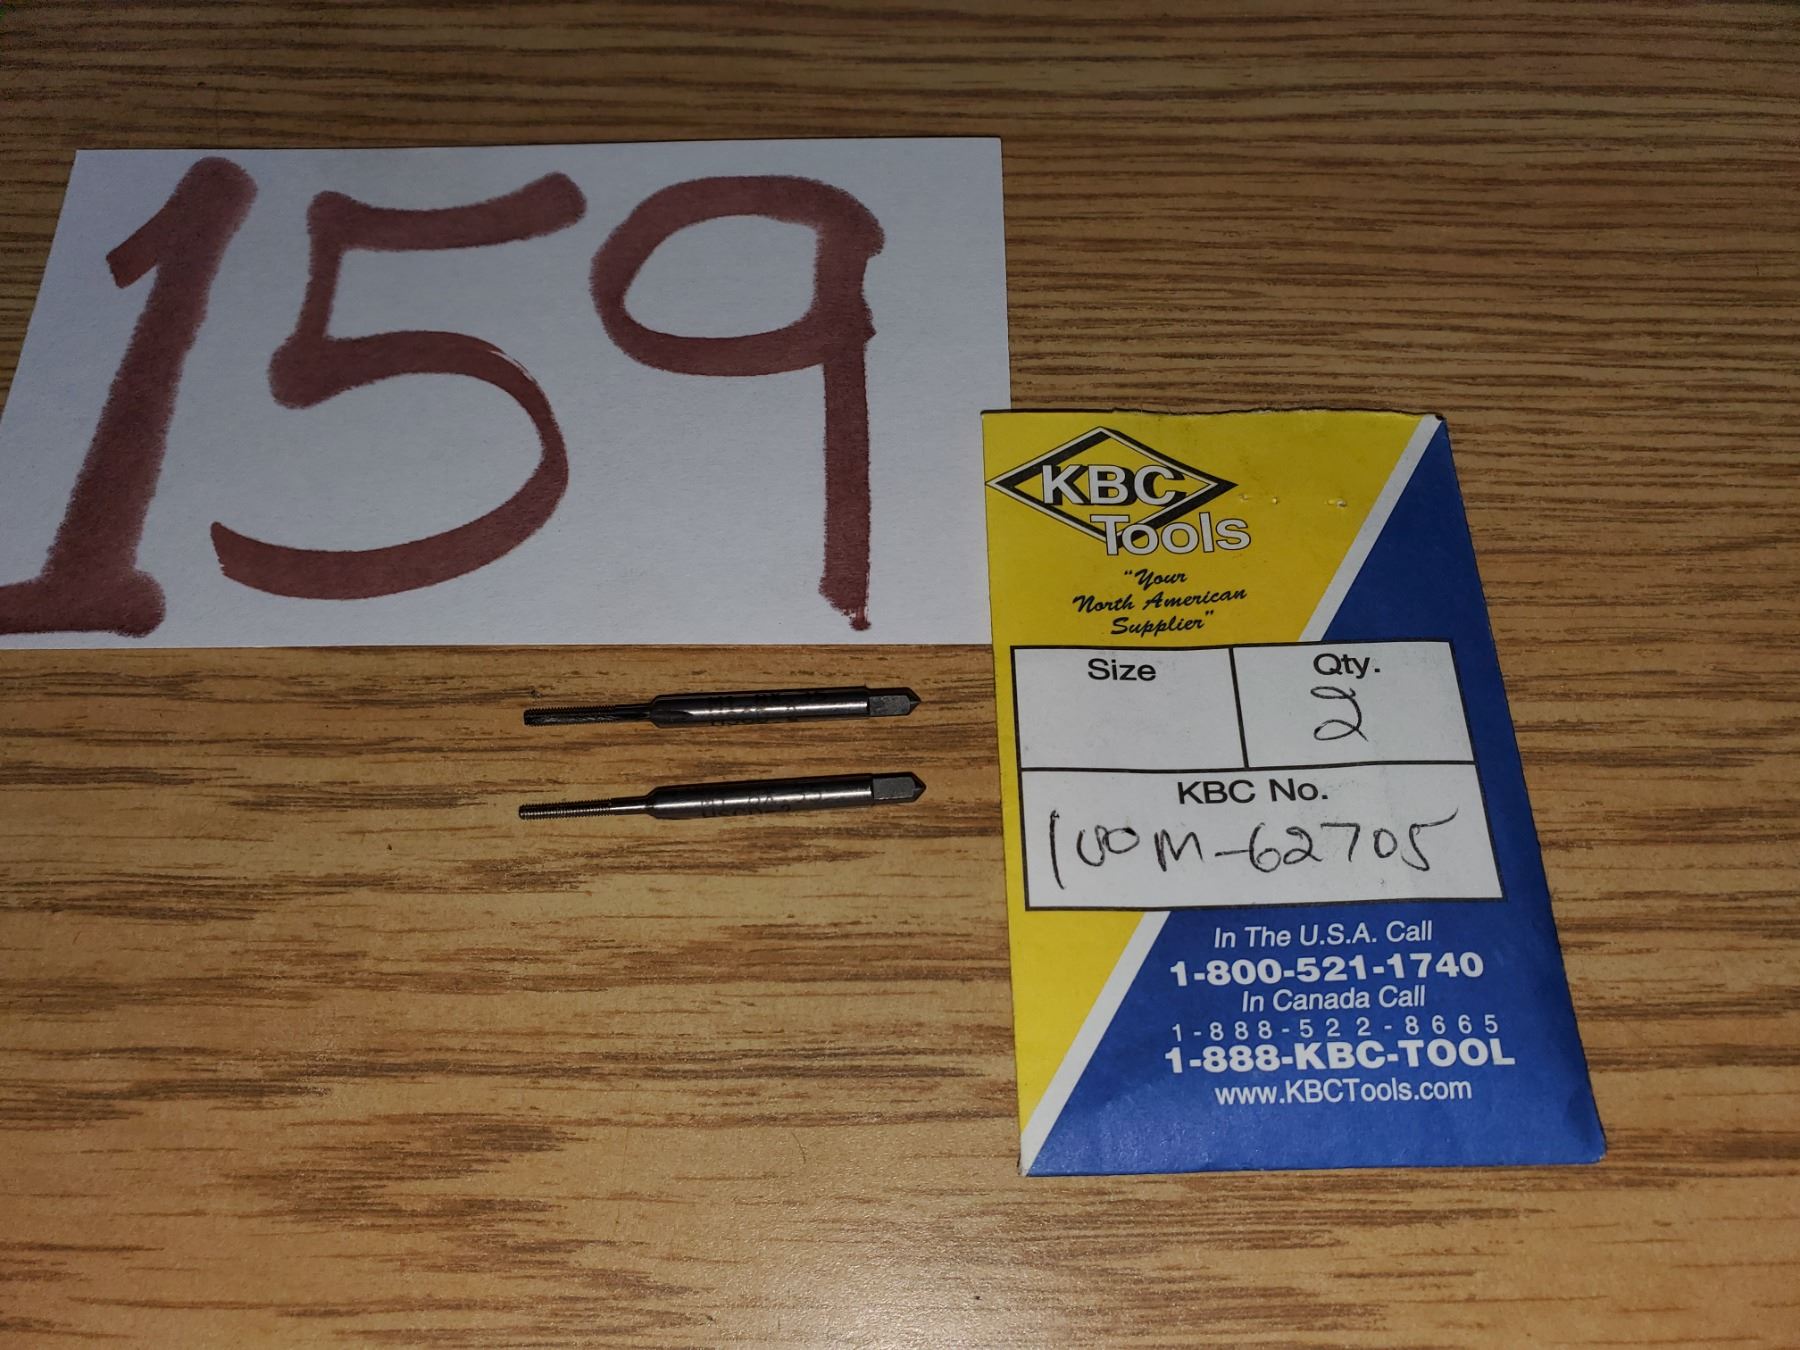 159
KBC
Tools
"Your
North American
Supplier"
Size
Qty.
2
KBC No.
100M-62705
In The U.S.A. Call
1-800-521-1740
In Canada Call
1-888-522-8665
1-888-KBC-TOOL
www.KBCTools.com